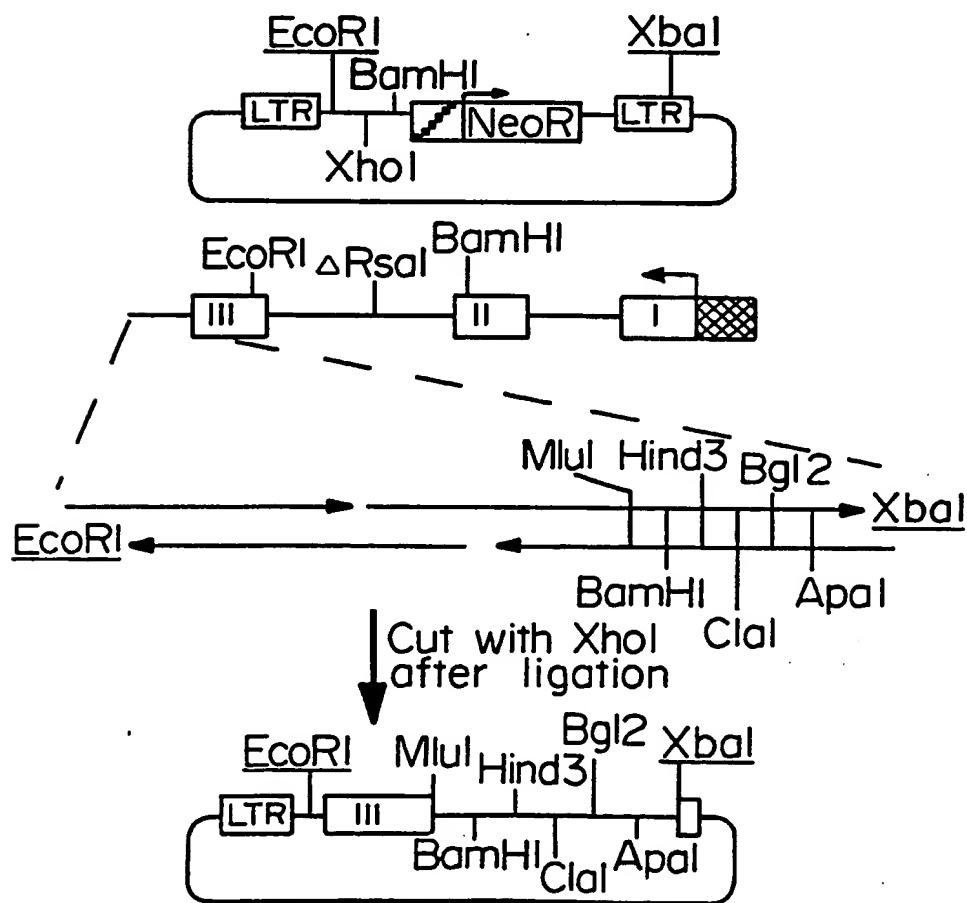 EcoRI XbaI
BamHI
LTR NeoR LTR
XhoI
BamHI
EcoRI △RsaI
III II I
MluI Hind3 Bgl2
XbaI
EcoRI
BamHI ApaI
ClaI
Cut with XhoI
after ligation
Bgl2 XbaI
EcoRI MluI
Hind3
LTR III
BamHI ApaI
ClaI